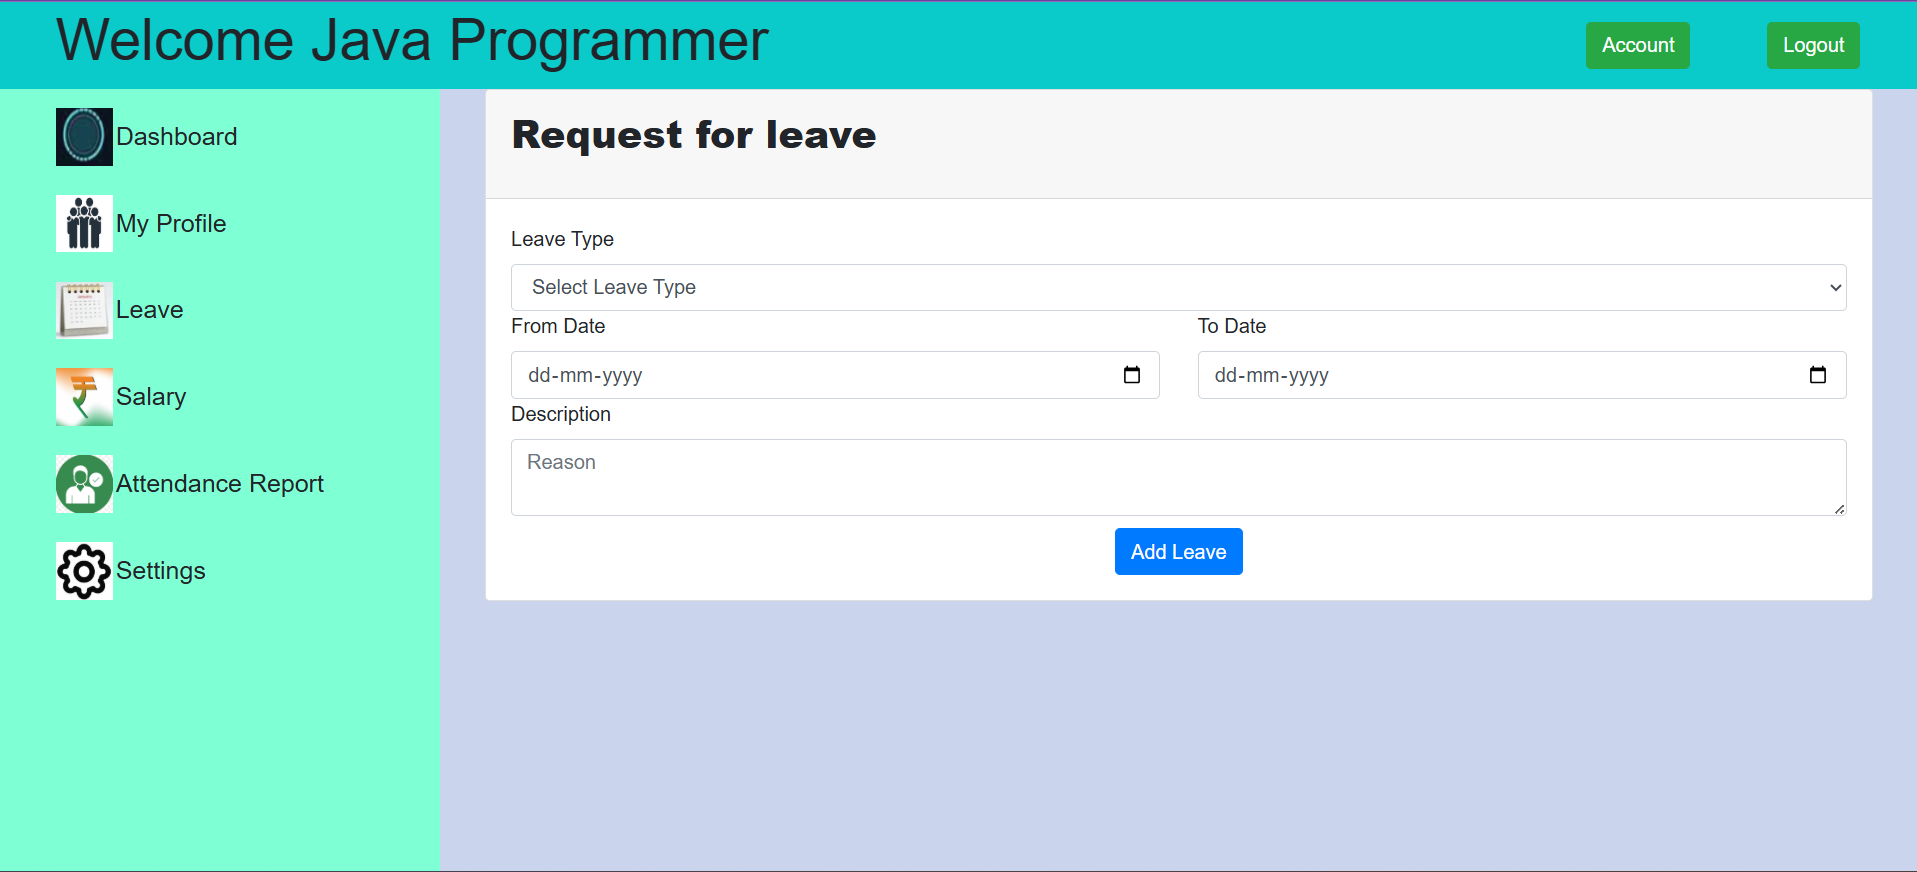 Welcome Java Programmer
Account
Logout
Dashboard
My Profile
Leave
Salary
Attendance Report
Settings
Request for leave
Leave Type
Select Leave Type
From Date
To Date
dd-mm-yyyy
dd-mm-yyyy
Description
Reason
Add Leave